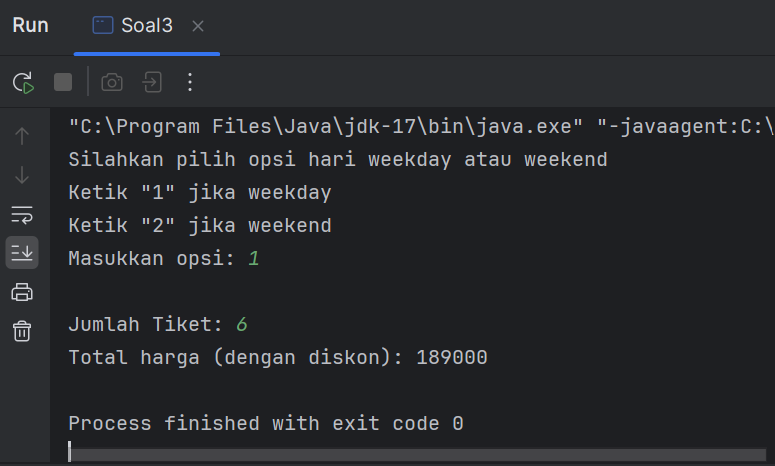 Run Soal3
"C:\Program Files\Java\jdk-17\bin\java.exe" "-javaagent:C:\
Silahkan pilih opsi hari weekday atau weekend
Ketik "1" jika weekday
Ketik "2" jika weekend
Masukkan opsi: 1
Jumlah Tiket: 6
Total harga (dengan diskon): 189000
Process finished with exit code 0